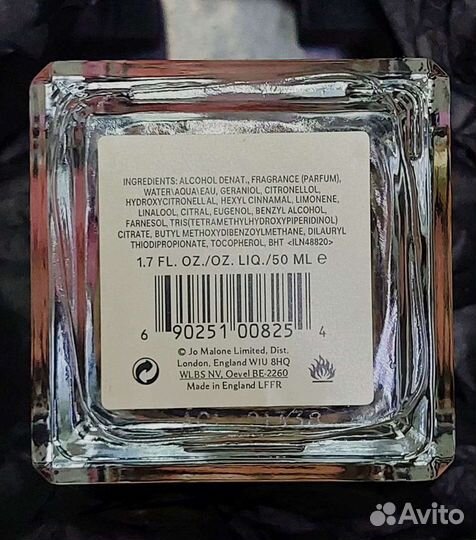 INGREDIENTS: ALCOHOL DENAT., FRAGRANCE (PARFUM),
WATER\AQUA\EAU, GERANIOL, CITRONELLOL,
HYDROXYCITRONELLAL, HEXYL CINNAMAL, LIMONENE,
LINALOOL, CITRAL, EUGENOL, BENZYL ALCOHOL,
FARNESOL, TRIS(TETRAMETHYLHYDROXYPIPERIDINOL)
CITRATE, BUTYL METHOXYDIBENZOYLMETHANE, DILAURYL
THIODIPROPIONATE, TOCOPHEROL, BHT <ILN48820>
1.7 FL. OZ./OZ. LIQ./50 ML ℮
6 90251 00825 4
© Jo Malone Limited, Dist.
London, England W1U 8HQ
WLBS NV, Oevel BE-2260
Made in England LFFR
Avito